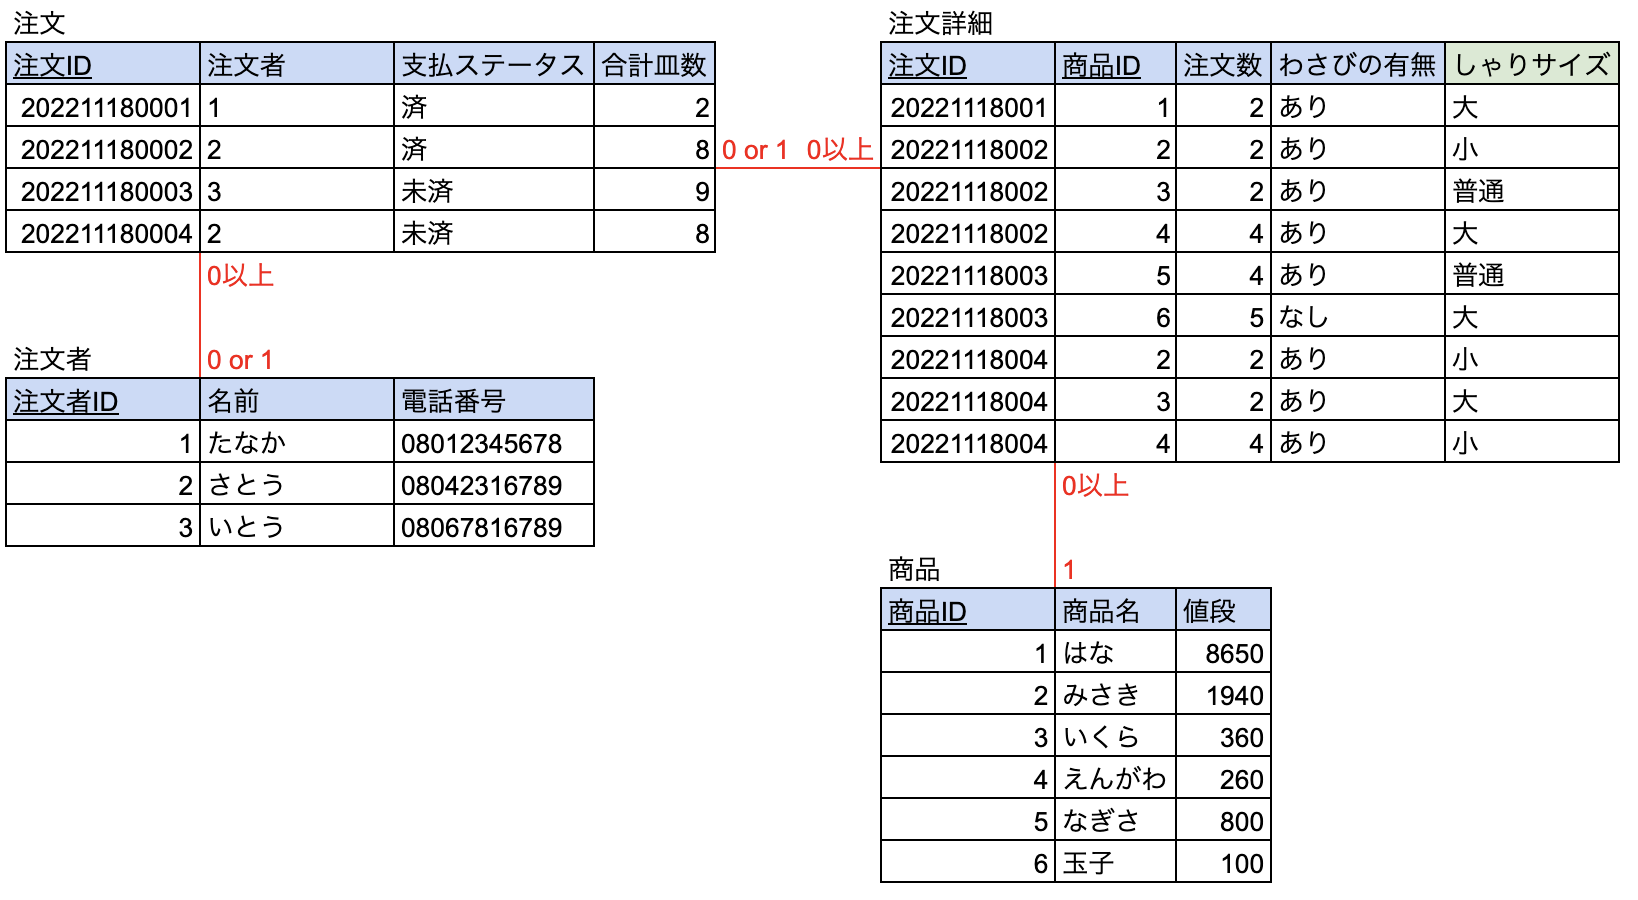 注文
注文ID 注文者 支払ステータス 合計皿数
202211180001 1 済 2
202211180002 2 済 8
202211180003 3 未済 9
202211180004 2 未済 8
0 or 1 0以上
0以上
0 or 1
注文者
注文者ID 名前 電話番号
1 たなか 08012345678
2 さとう 08042316789
3 いとう 08067816789
注文詳細
注文ID 商品ID 注文数 わさびの有無 しゃりサイズ
20221118001 1 2 あり 大
20221118002 2 2 あり 小
20221118002 3 2 あり 普通
20221118002 4 4 あり 大
20221118003 5 4 あり 普通
20221118003 6 5 なし 大
20221118004 2 2 あり 小
20221118004 3 2 あり 大
20221118004 4 4 あり 小
0以上
1
商品
商品ID 商品名 値段
1 はな 8650
2 みさき 1940
3 いくら 360
4 えんがわ 260
5 なぎさ 800
6 玉子 100